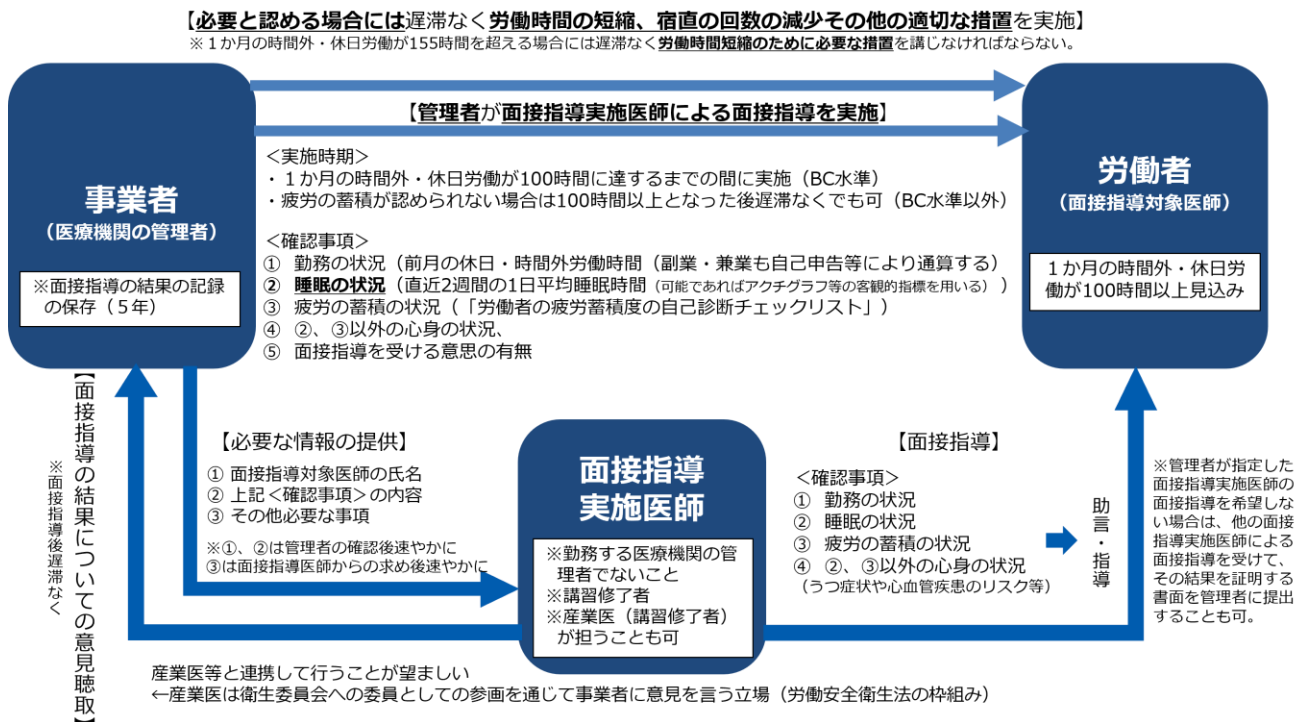 【必要と認める場合には遅滞なく労働時間の短縮、宿直の回数の減少その他の適切な措置を実施】
※１か月の時間外・休日労働が155時間を超える場合には遅滞なく労働時間短縮のために必要な措置を講じなければならない。
【管理者が面接指導実施医師による面接指導を実施】
事業者
（医療機関の管理者）
※面接指導の結果の記録
の保存（５年）
＜実施時期＞
・１か月の時間外・休日労働が100時間に達するまでの間に実施（BC水準）
・疲労の蓄積が認められない場合は100時間以上となった後遅滞なくでも可（BC水準以外）
＜確認事項＞
① 勤務の状況（前月の休日・時間外労働時間（副業・兼業も自己申告等により通算する）
② 睡眠の状況（直近2週間の1日平均睡眠時間（可能であればアクチグラフ等の客観的指標を用いる））
③ 疲労の蓄積の状況（「労働者の疲労蓄積度の自己診断チェックリスト」）
④ ②、③以外の心身の状況、
⑤ 面接指導を受ける意思の有無
労働者
（面接指導対象医師）
１か月の時間外・休日労
働が100時間以上見込み
【面接指導の結果についての意見聴取】
※面接指導後遅滞なく
【必要な情報の提供】
① 面接指導対象医師の氏名
② 上記＜確認事項＞の内容
③ その他必要な事項
※①、②は管理者の確認後速やかに
③は面接指導医師からの求め後速やかに
面接指導
実施医師
※勤務する医療機関の管
理者でないこと
※講習修了者
※産業医（講習修了者）
が担うことも可
【面接指導】
＜確認事項＞
① 勤務の状況
② 睡眠の状況
③ 疲労の蓄積の状況
④ ②、③以外の心身の状況
（うつ症状や心血管疾患のリスク等）
助言・指導
※管理者が指定した
面接指導実施医師の
面接指導を希望しな
い場合は、他の面接
指導実施医師による
面接指導を受けて、
その結果を証明する
書面を管理者に提出
することも可。
産業医等と連携して行うことが望ましい
←産業医は衛生委員会への委員としての参画を通じて事業者に意見を言う立場（労働安全衛生法の枠組み）